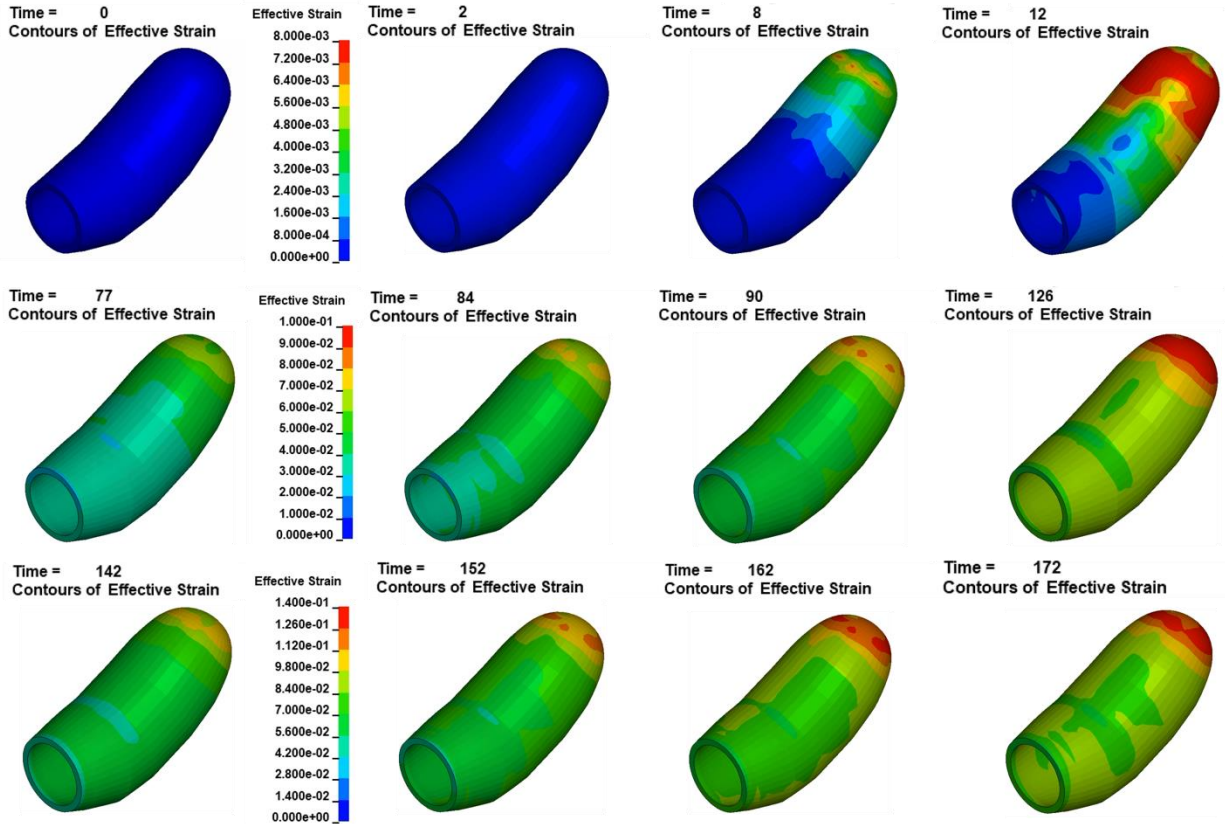 Time = 0
Contours of Effective Strain
Effective Strain
8.000e-03
7.200e-03
6.400e-03
5.600e-03
4.800e-03
4.000e-03
3.200e-03
2.400e-03
1.600e-03
8.000e-04
0.000e+00
Time = 2
Contours of Effective Strain
Time = 8
Contours of Effective Strain
Time = 12
Contours of Effective Strain
Time = 77
Contours of Effective Strain
Effective Strain
1.000e-01
9.000e-02
8.000e-02
7.000e-02
6.000e-02
5.000e-02
4.000e-02
3.000e-02
2.000e-02
1.000e-02
0.000e+00
Time = 84
Contours of Effective Strain
Time = 90
Contours of Effective Strain
Time = 126
Contours of Effective Strain
Time = 142
Contours of Effective Strain
Effective Strain
1.400e-01
1.260e-01
1.120e-01
9.800e-02
8.400e-02
7.000e-02
5.600e-02
4.200e-02
2.800e-02
1.400e-02
0.000e+00
Time = 152
Contours of Effective Strain
Time = 162
Contours of Effective Strain
Time = 172
Contours of Effective Strain